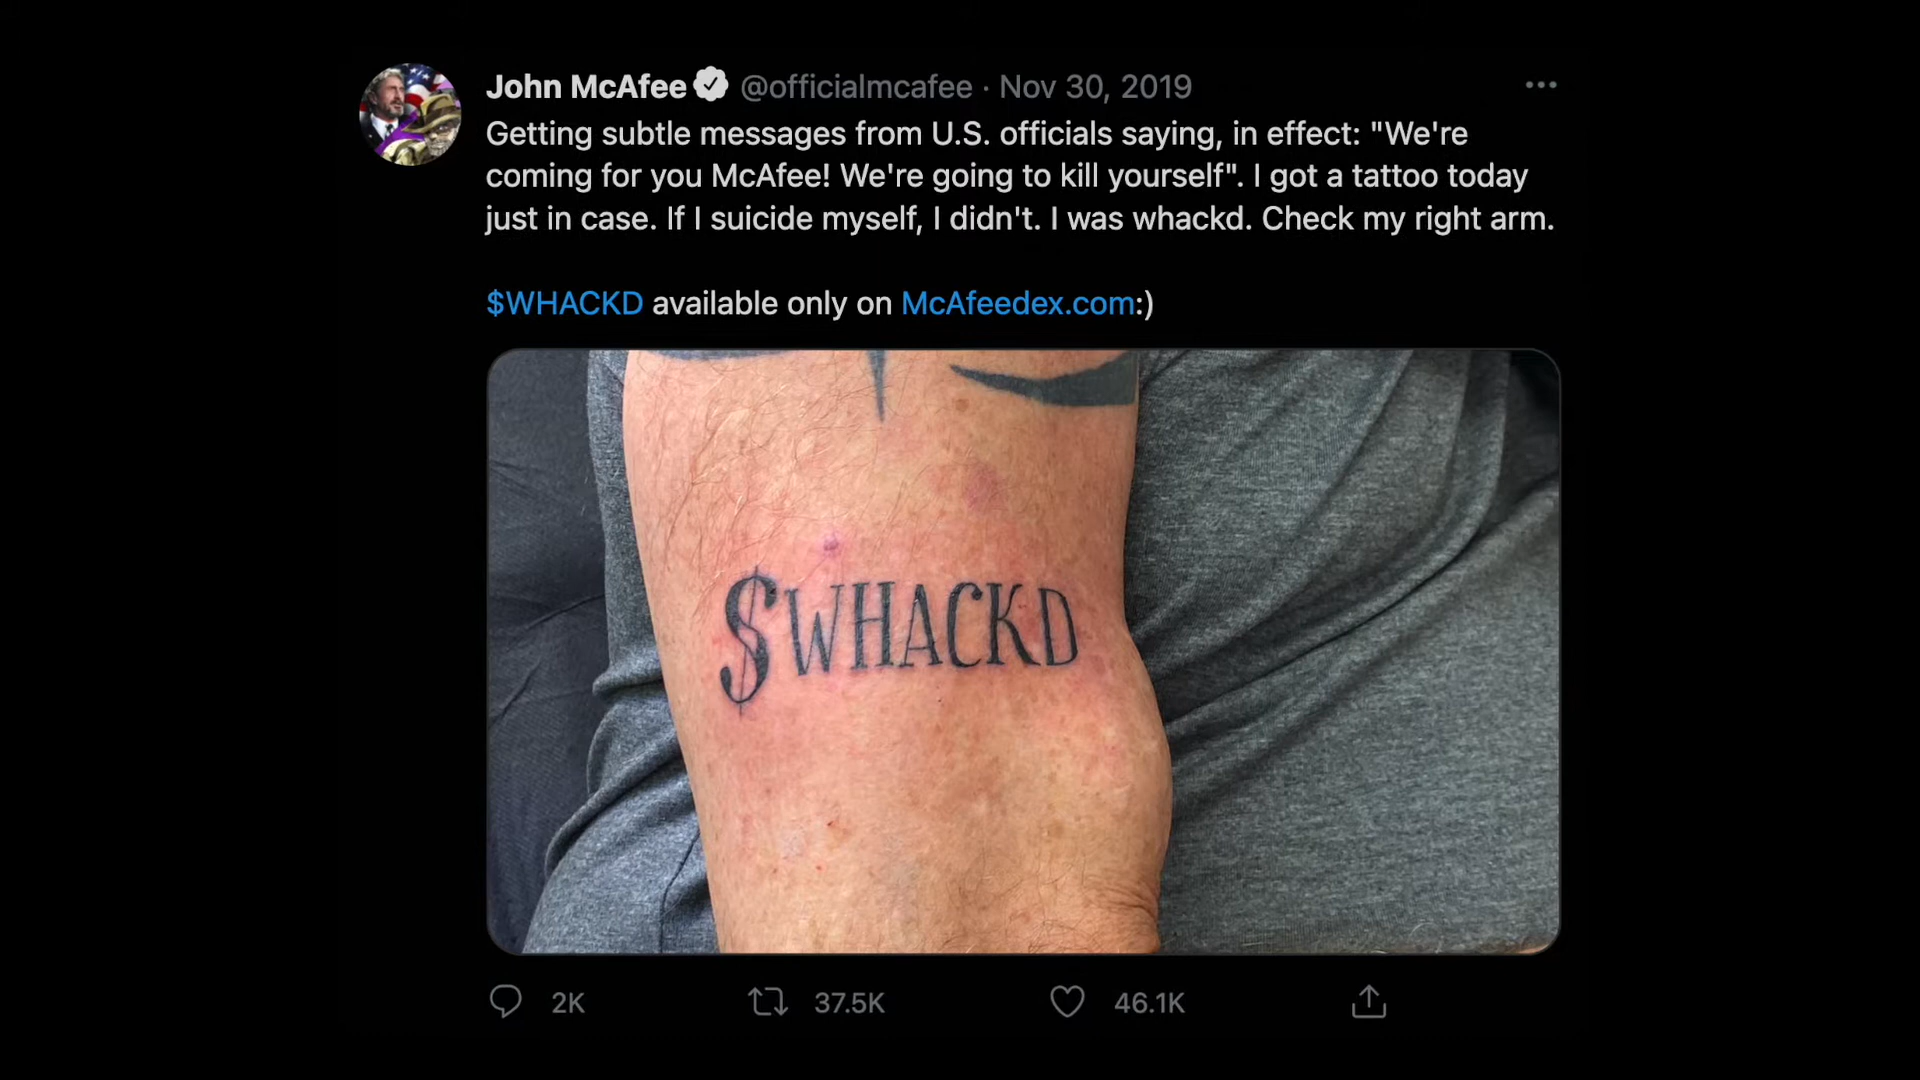 John McAfee @officialmcafee · Nov 30, 2019
Getting subtle messages from U.S. officials saying, in effect: "We're
coming for you McAfee! We're going to kill yourself". I got a tattoo today
just in case. If I suicide myself, I didn't. I was whackd. Check my right arm.
$WHACKD available only on McAfeedex.com:)
$WHACKD
2K 37.5K 46.1K